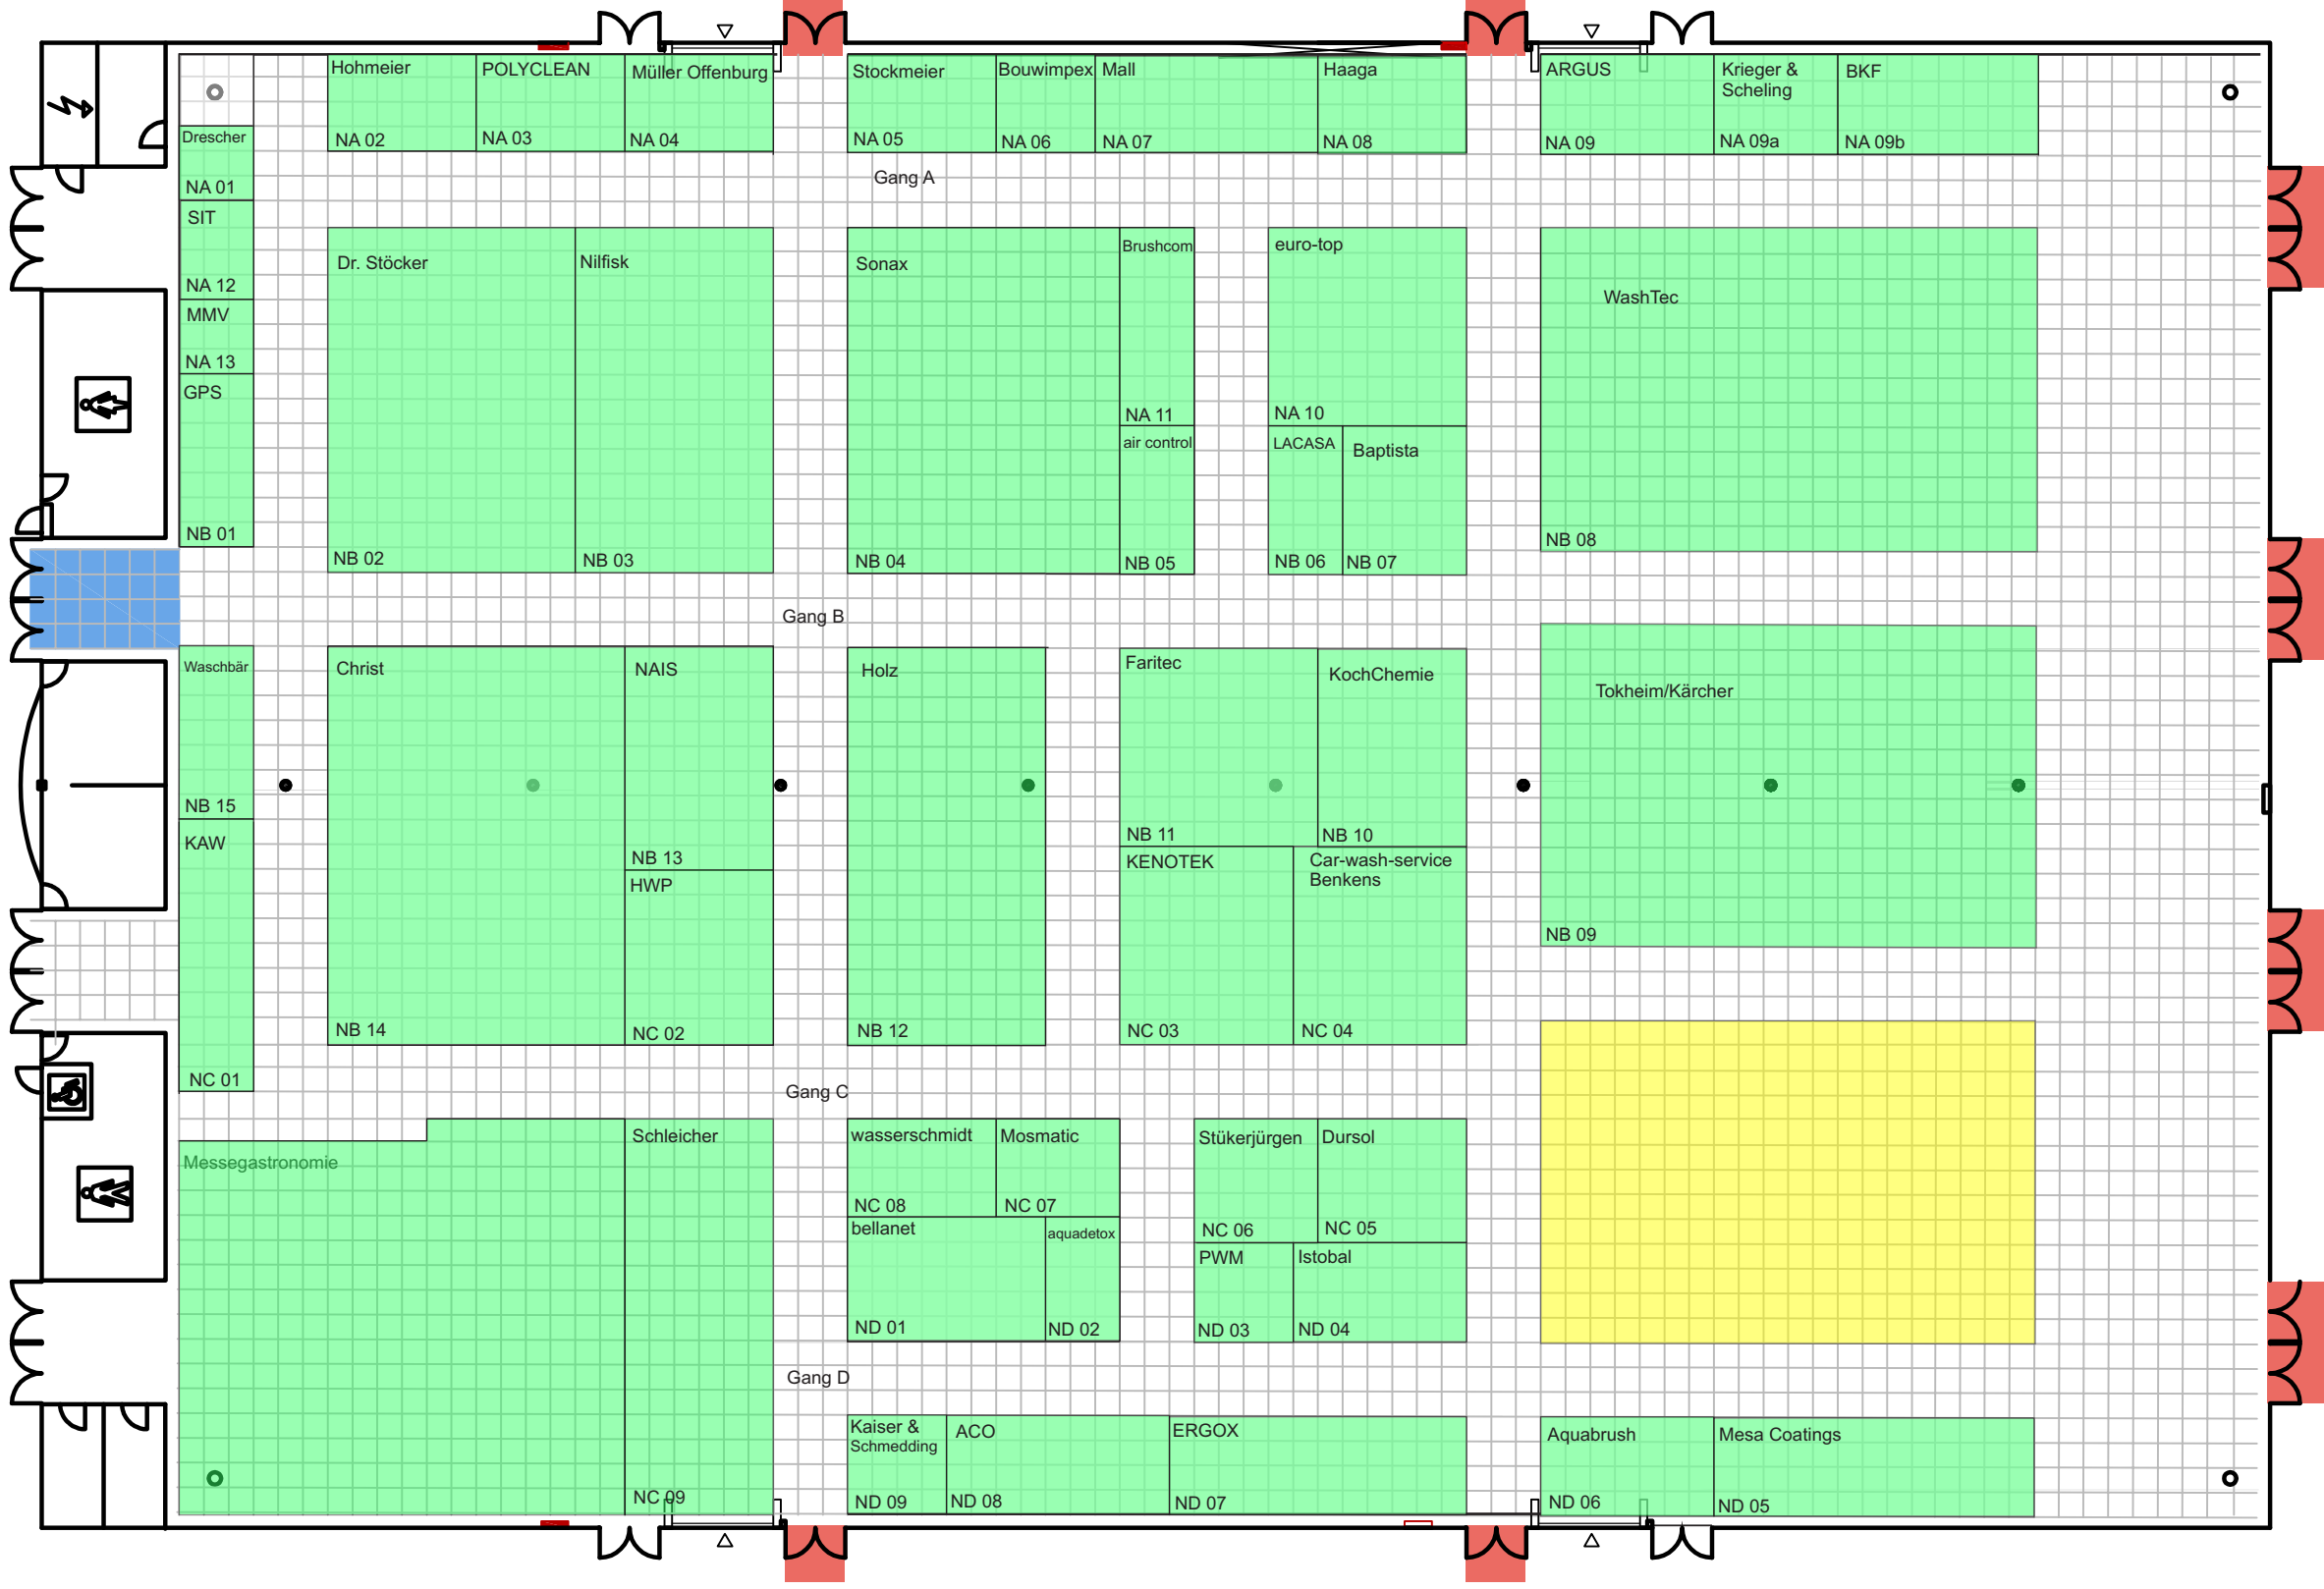 Hohmeier
NA 02
POLYCLEAN
NA 03
Müller Offenburg
NA 04
Stockmeier
NA 05
Bouwimpex
NA 06
Mall
NA 07
Haaga
NA 08
ARGUS
NA 09
Krieger &
Scheling
NA 09a
BKF
NA 09b
Drescher
NA 01
Gang A
SIT
NA 12
MMV
NA 13
GPS
NB 01
Dr. Stöcker
NB 02
Nilfisk
NB 03
Sonax
NB 04
Brushcom
NA 11
air control
NB 05
euro-top
NA 10
LACASA
NB 06
Baptista
NB 07
WashTec
NB 08
Gang B
Waschbär
NB 15
KAW
NC 01
Christ
NB 14
NAIS
NB 13
HWP
NC 02
Holz
NB 12
Faritec
NB 11
KochChemie
NB 10
KENOTEK
NC 03
Car-wash-service
Benkens
NC 04
Tokheim/Kärcher
NB 09
Gang C
Messegastronomie
Schleicher
NC 09
wasserschmidt
NC 08
Mosmatic
NC 07
bellanet
ND 01
aquadetox
ND 02
Stükerjürgen
NC 06
Dursol
NC 05
PWM
ND 03
Istobal
ND 04
Gang D
Kaiser &
Schmedding
ND 09
ACO
ND 08
ERGOX
ND 07
Aquabrush
ND 06
Mesa Coatings
ND 05